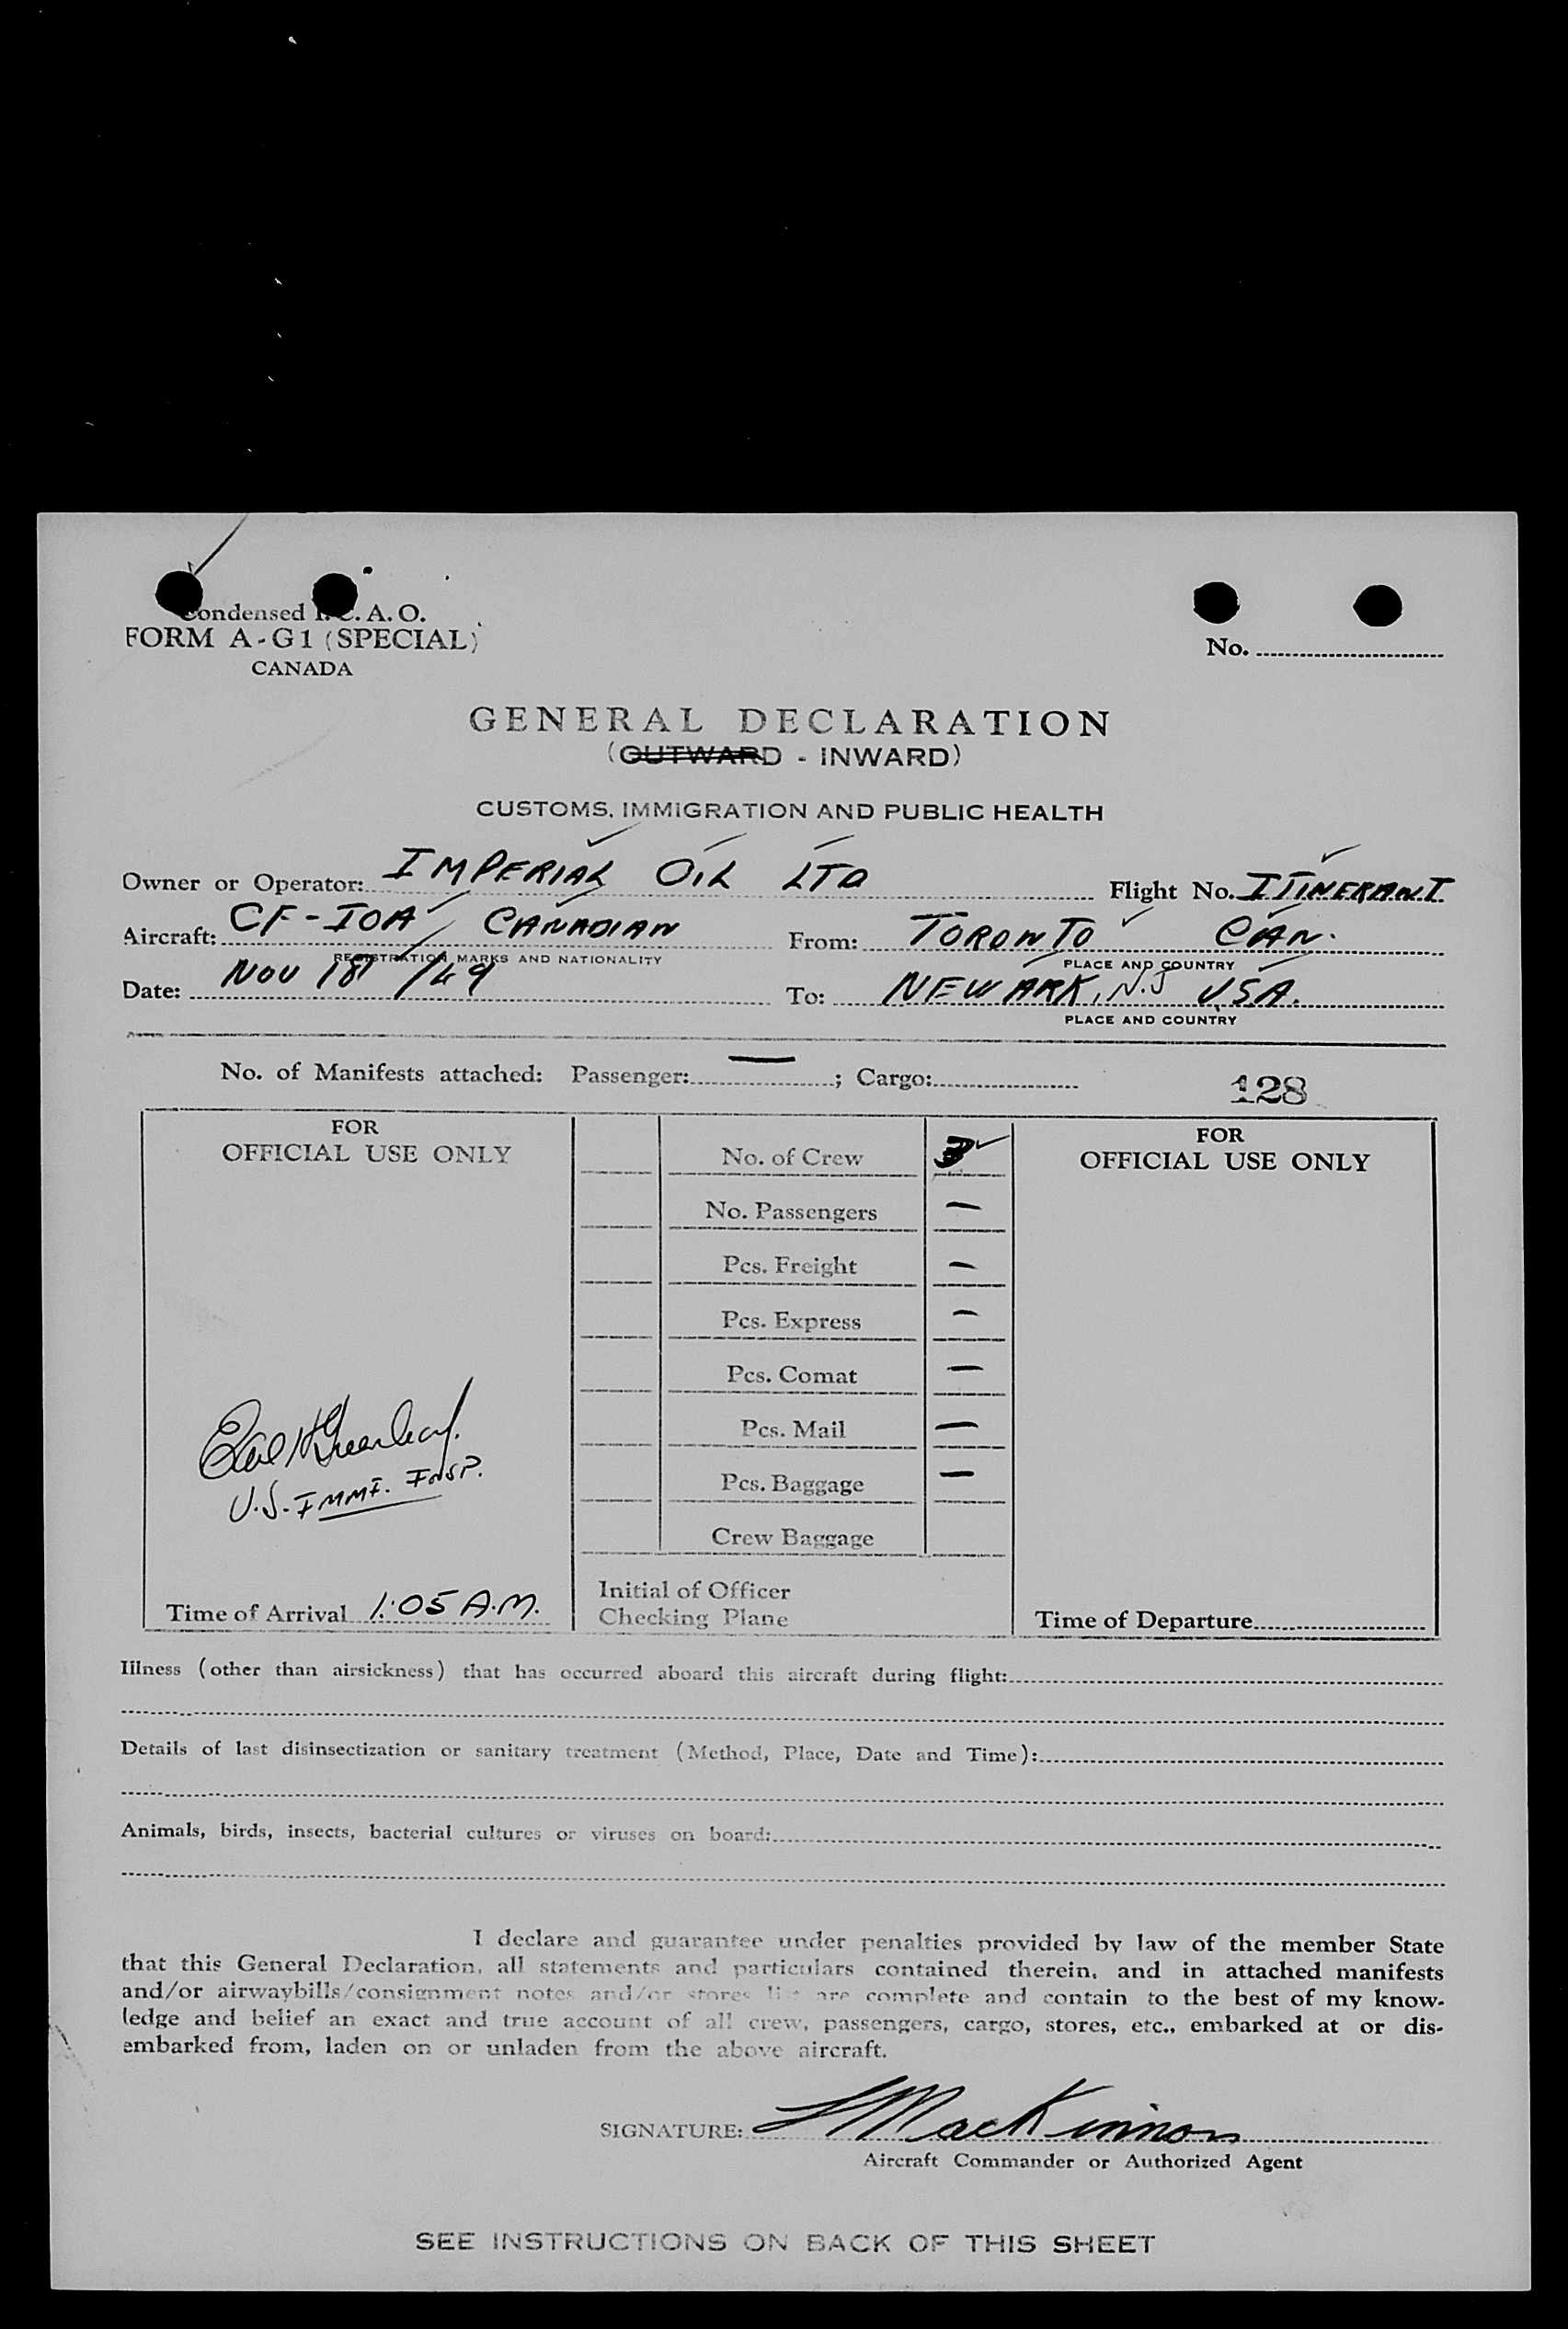 Condensed I.C.A.O.
FORM A-G1 (SPECIAL)
CANADA
No.
GENERAL DECLARATION
(OUTWARD - INWARD)
CUSTOMS, IMMIGRATION AND PUBLIC HEALTH
Owner or Operator: IMPERIAL OIL LTD Flight No. ITINERANT
Aircraft: CF-IOA CANADIAN From: TORONTO CAN.
REGISTRATION MARKS AND NATIONALITY PLACE AND COUNTRY
Date: NOV 18 /49 To: NEWARK, N.J USA.
PLACE AND COUNTRY
No. of Manifests attached: Passenger: — ; Cargo:
128
FOR
OFFICIAL USE ONLY
No. of Crew 3
No. Passengers —
Pcs. Freight —
Pcs. Express —
Pcs. Comat —
Pcs. Mail —
Pcs. Baggage —
Crew Baggage
FOR
OFFICIAL USE ONLY
Earl H Greenleaf.
U.S. IMMI. INSP.
Time of Arrival 1:05 A.M.
Initial of Officer
Checking Plane
Time of Departure
Illness (other than airsickness) that has occurred aboard this aircraft during flight:
Details of last disinsectization or sanitary treatment (Method, Place, Date and Time):
Animals, birds, insects, bacterial cultures or viruses on board:
I declare and guarantee under penalties provided by law of the member State
that this General Declaration, all statements and particulars contained therein, and in attached manifests
and/or airwaybills/consignment notes and/or stores list are complete and contain to the best of my know-
ledge and belief an exact and true account of all crew, passengers, cargo, stores, etc., embarked at or dis-
embarked from, laden on or unladen from the above aircraft.
SIGNATURE: MacKinnon
Aircraft Commander or Authorized Agent
SEE INSTRUCTIONS ON BACK OF THIS SHEET